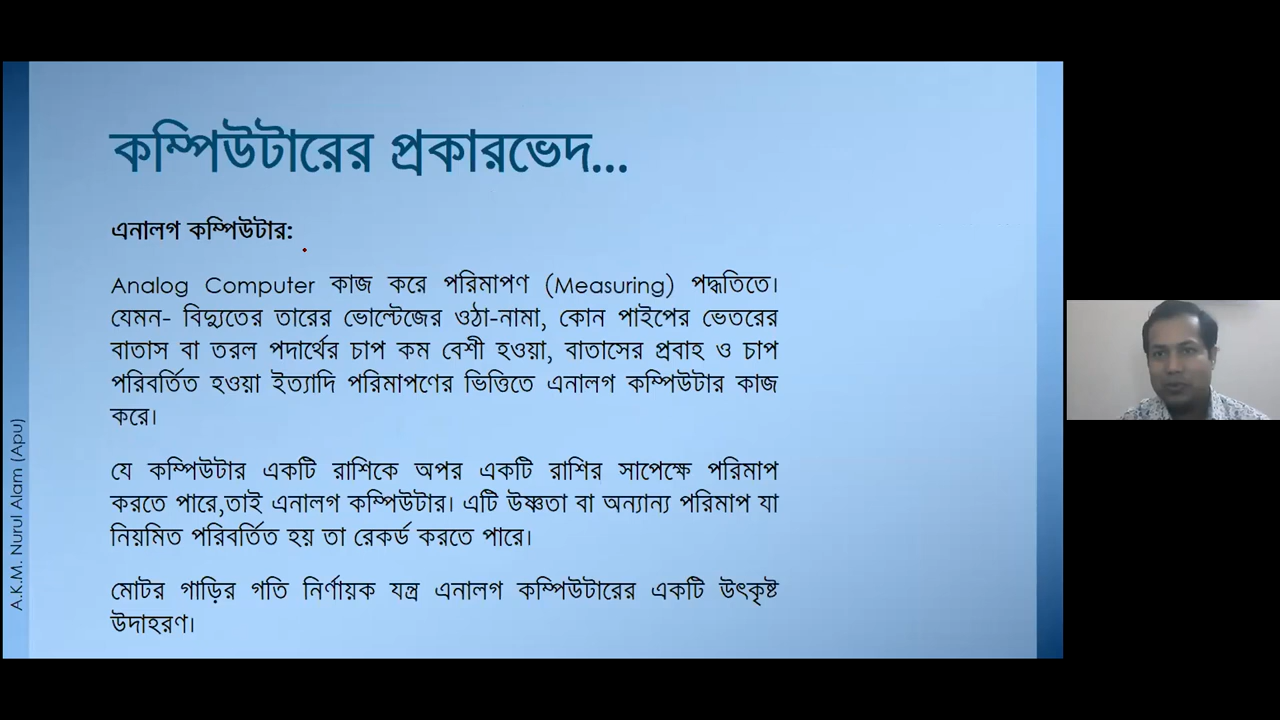 কম্পিউটারের প্রকারভেদ...
এনালগ কম্পিউটার:
Analog Computer কাজ করে পরিমাপণ (Measuring) পদ্ধতিতে।
যেমন- বিদ্যুতের তারের ভোল্টেজের ওঠা-নামা, কোন পাইপের ভেতরের
বাতাস বা তরল পদার্থের চাপ কম বেশী হওয়া, বাতাসের প্রবাহ ও চাপ
পরিবর্তিত হওয়া ইত্যাদি পরিমাপণের ভিত্তিতে এনালগ কম্পিউটার কাজ
করে।
যে কম্পিউটার একটি রাশিকে অপর একটি রাশির সাপেক্ষে পরিমাপ
করতে পারে,তাই এনালগ কম্পিউটার। এটি উষ্ণতা বা অন্যান্য পরিমাপ যা
নিয়মিত পরিবর্তিত হয় তা রেকর্ড করতে পারে।
মোটর গাড়ির গতি নির্ণায়ক যন্ত্র এনালগ কম্পিউটারের একটি উৎকৃষ্ট
উদাহরণ।
A.K.M. Nurul Alam (Apu)